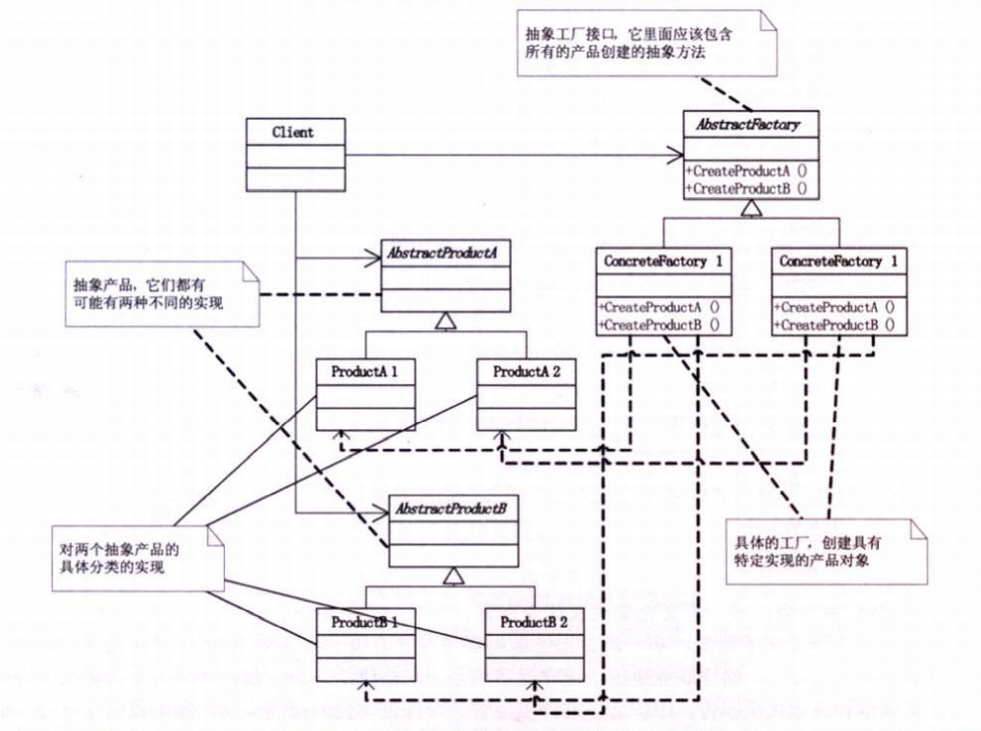 抽象工厂接口，它里面应该包含
所有的产品创建的抽象方法
Client
AbstractFactory
+CreateProductA ()
+CreateProductB ()
AbstractProductA
ConcreteFactory 1
+CreateProductA ()
+CreateProductB ()
ConcreteFactory 1
+CreateProductA ()
+CreateProductB ()
抽象产品，它们都有
可能有两种不同的实现
ProductA 1
ProductA 2
AbstractProductB
对两个抽象产品的
具体分类的实现
具体的工厂，创建具有
特定实现的产品对象
ProductB 1
ProductB 2